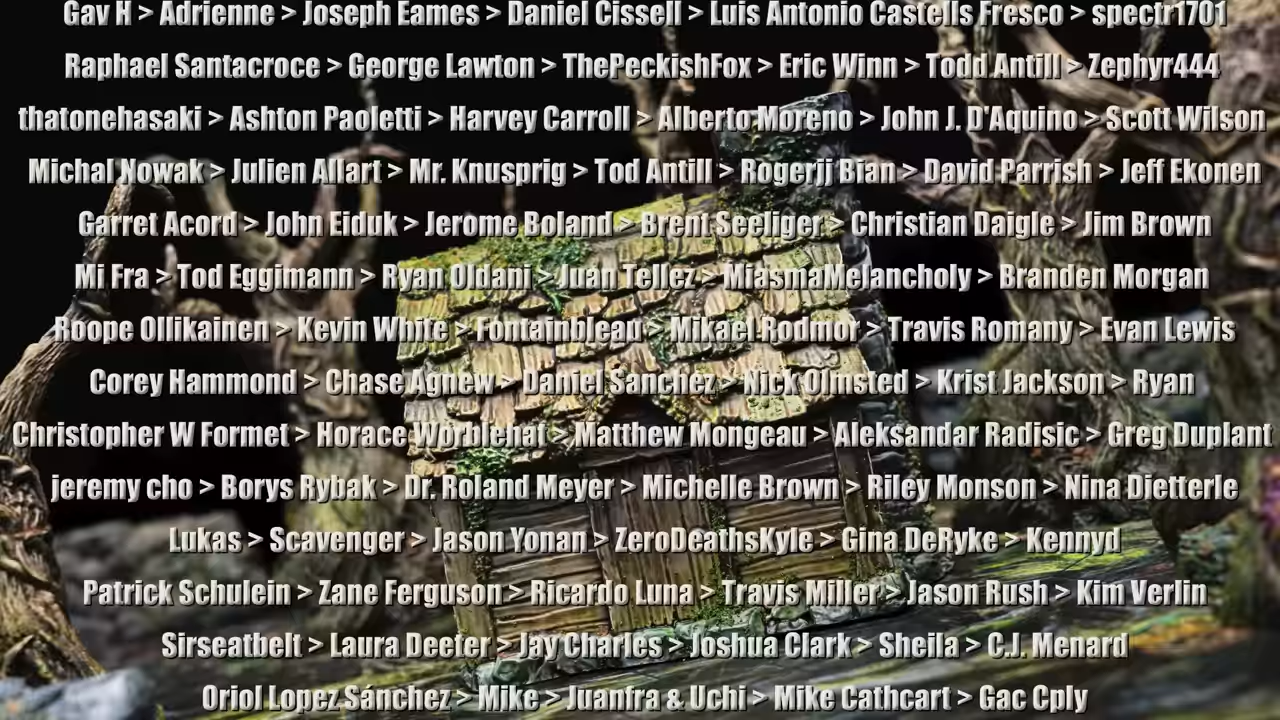 Gav H > Adrienne > Joseph Eames > Daniel Cissell > Luis Antonio Castells Fresco > spectr1701
Raphael Santacroce > George Lawton > ThePeckishFox > Eric Winn > Todd Antill > Zephyr444
thatonehasaki > Ashton Paoletti > Harvey Carroll > Alberto Moreno > John J. D'Aquino > Scott Wilson
Michal Nowak > Julien Allart > Mr. Knusprig > Tod Antill > Rogerjj Bian > David Parrish > Jeff Ekonen
Garret Acord > John Eiduk > Jerome Boland > Brent Seeliger > Christian Daigle > Jim Brown
Mi Fra > Tod Eggimann > Ryan Oldani > Juan Tellez > MiasmaMelancholy > Branden Morgan
Roope Ollikainen > Kevin White > Fontainbleau > Mikael Rodmor > Travis Romany > Evan Lewis
Corey Hammond > Chase Agnew > Daniel Sanchez > Nick Olmsted > Krist Jackson > Ryan
Christopher W Formet > Horace Worblehat > Matthew Mongeau > Aleksandar Radisic > Greg Duplant
jeremy cho > Borys Rybak > Dr. Roland Meyer > Michelle Brown > Riley Monson > Nina Djetterle
Lukas > Scavenger > Jason Yonan > ZeroDeathsKyle > Gina DeRyke > Kennyd
Patrick Schulein > Zane Ferguson > Ricardo Luna > Travis Miller > Jason Rush > Kim Verlin
Sirseatbelt > Laura Deeter > Jay Charles > Joshua Clark > Sheila > C.J. Menard
Oriol Lopez Sánchez > Mike > Juanfra & Uchi > Mike Cathcart > Gac Cply